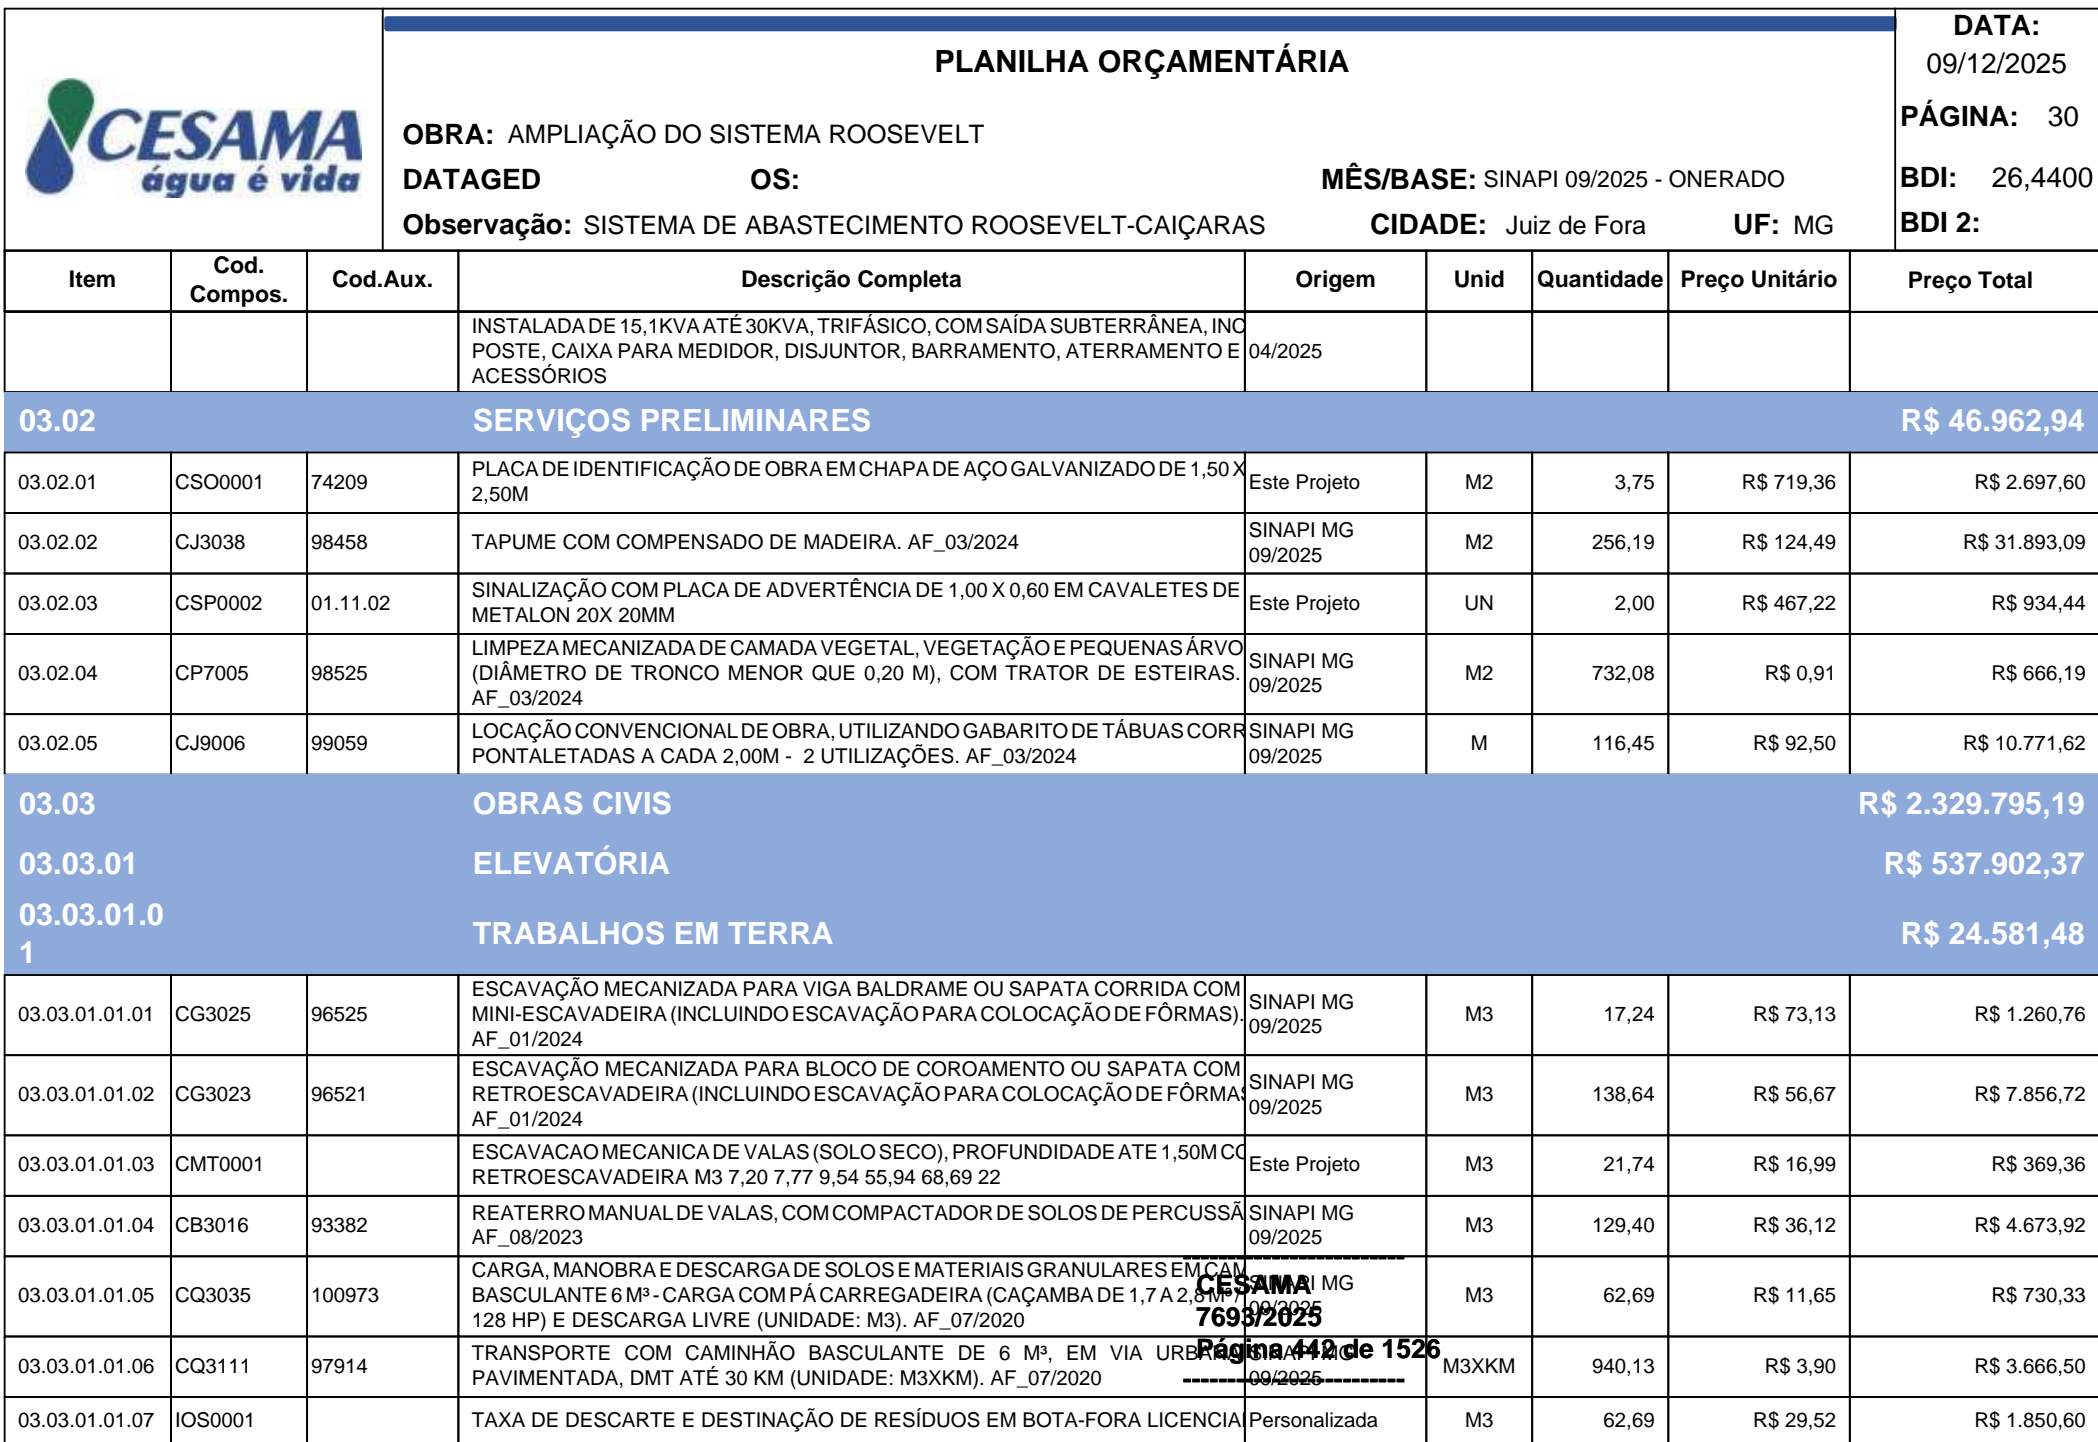 CESAMA
água é vida
PLANILHA ORÇAMENTÁRIA
OBRA: AMPLIAÇÃO DO SISTEMA ROOSEVELT
DATAGED OS: MÊS/BASE: SINAPI 09/2025 - ONERADO
Observação: SISTEMA DE ABASTECIMENTO ROOSEVELT-CAIÇARAS CIDADE: Juiz de Fora UF: MG
DATA:
09/12/2025
PÁGINA: 30
BDI: 26,4400
BDI 2:
Item Cod. Compos. Cod.Aux. Descrição Completa Origem Unid Quantidade Preço Unitário Preço Total
INSTALADA DE 15,1KVA ATÉ 30KVA, TRIFÁSICO, COM SAÍDA SUBTERRÂNEA, INC
POSTE, CAIXA PARA MEDIDOR, DISJUNTOR, BARRAMENTO, ATERRAMENTO E 04/2025
ACESSÓRIOS
03.02 SERVIÇOS PRELIMINARES R$ 46.962,94
PLACA DE IDENTIFICAÇÃO DE OBRA EM CHAPA DE AÇO GALVANIZADO DE 1,50 X
03.02.01 CSO0001 74209 Este Projeto M2 3,75 R$ 719,36 R$ 2.697,60
2,50M
SINAPI MG
03.02.02 CJ3038 98458 TAPUME COM COMPENSADO DE MADEIRA. AF_03/2024 M2 256,19 R$ 124,49 R$ 31.893,09
09/2025
SINALIZAÇÃO COM PLACA DE ADVERTÊNCIA DE 1,00 X 0,60 EM CAVALETES DE
03.02.03 CSP0002 01.11.02 Este Projeto UN 2,00 R$ 467,22 R$ 934,44
METALON 20X 20MM
LIMPEZA MECANIZADA DE CAMADA VEGETAL, VEGETAÇÃO E PEQUENAS ÁRVO
SINAPI MG
03.02.04 CP7005 98525 (DIÂMETRO DE TRONCO MENOR QUE 0,20 M), COM TRATOR DE ESTEIRAS. M2 732,08 R$ 0,91 R$ 666,19
09/2025
AF_03/2024
LOCAÇÃO CONVENCIONAL DE OBRA, UTILIZANDO GABARITO DE TÁBUAS CORR SINAPI MG
03.02.05 CJ9006 99059 M 116,45 R$ 92,50 R$ 10.771,62
PONTALETADAS A CADA 2,00M - 2 UTILIZAÇÕES. AF_03/2024 09/2025
03.03 OBRAS CIVIS R$ 2.329.795,19
03.03.01 ELEVATÓRIA R$ 537.902,37
03.03.01.0
1 TRABALHOS EM TERRA R$ 24.581,48
ESCAVAÇÃO MECANIZADA PARA VIGA BALDRAME OU SAPATA CORRIDA COM
SINAPI MG
03.03.01.01.01 CG3025 96525 MINI-ESCAVADEIRA (INCLUINDO ESCAVAÇÃO PARA COLOCAÇÃO DE FÔRMAS). M3 17,24 R$ 73,13 R$ 1.260,76
09/2025
AF_01/2024
ESCAVAÇÃO MECANIZADA PARA BLOCO DE COROAMENTO OU SAPATA COM
SINAPI MG
03.03.01.01.02 CG3023 96521 RETROESCAVADEIRA (INCLUINDO ESCAVAÇÃO PARA COLOCAÇÃO DE FÔRMAS M3 138,64 R$ 56,67 R$ 7.856,72
09/2025
AF_01/2024
ESCAVACAO MECANICA DE VALAS (SOLO SECO), PROFUNDIDADE ATE 1,50M CO
03.03.01.01.03 CMT0001 Este Projeto M3 21,74 R$ 16,99 R$ 369,36
RETROESCAVADEIRA M3 7,20 7,77 9,54 55,94 68,69 22
REATERRO MANUAL DE VALAS, COM COMPACTADOR DE SOLOS DE PERCUSSÃ SINAPI MG
03.03.01.01.04 CB3016 93382 M3 129,40 R$ 36,12 R$ 4.673,92
AF_08/2023 09/2025
CARGA, MANOBRA E DESCARGA DE SOLOS E MATERIAIS GRANULARES EM CAM
SINAPI MG
03.03.01.01.05 CQ3035 100973 BASCULANTE 6 M³ - CARGA COM PÁ CARREGADEIRA (CAÇAMBA DE 1,7 A 2,8 M³ / M3 62,69 R$ 11,65 R$ 730,33
09/2025
128 HP) E DESCARGA LIVRE (UNIDADE: M3). AF_07/2020
TRANSPORTE COM CAMINHÃO BASCULANTE DE 6 M³, EM VIA URBANA SINAPI MG
03.03.01.01.06 CQ3111 97914 M3XKM 940,13 R$ 3,90 R$ 3.666,50
PAVIMENTADA, DMT ATÉ 30 KM (UNIDADE: M3XKM). AF_07/2020 09/2025
03.03.01.01.07 IOS0001 TAXA DE DESCARTE E DESTINAÇÃO DE RESÍDUOS EM BOTA-FORA LICENCIA Personalizada M3 62,69 R$ 29,52 R$ 1.850,60
-------------------------
CESAMA
7693/2025
Página 442 de 1526
-------------------------